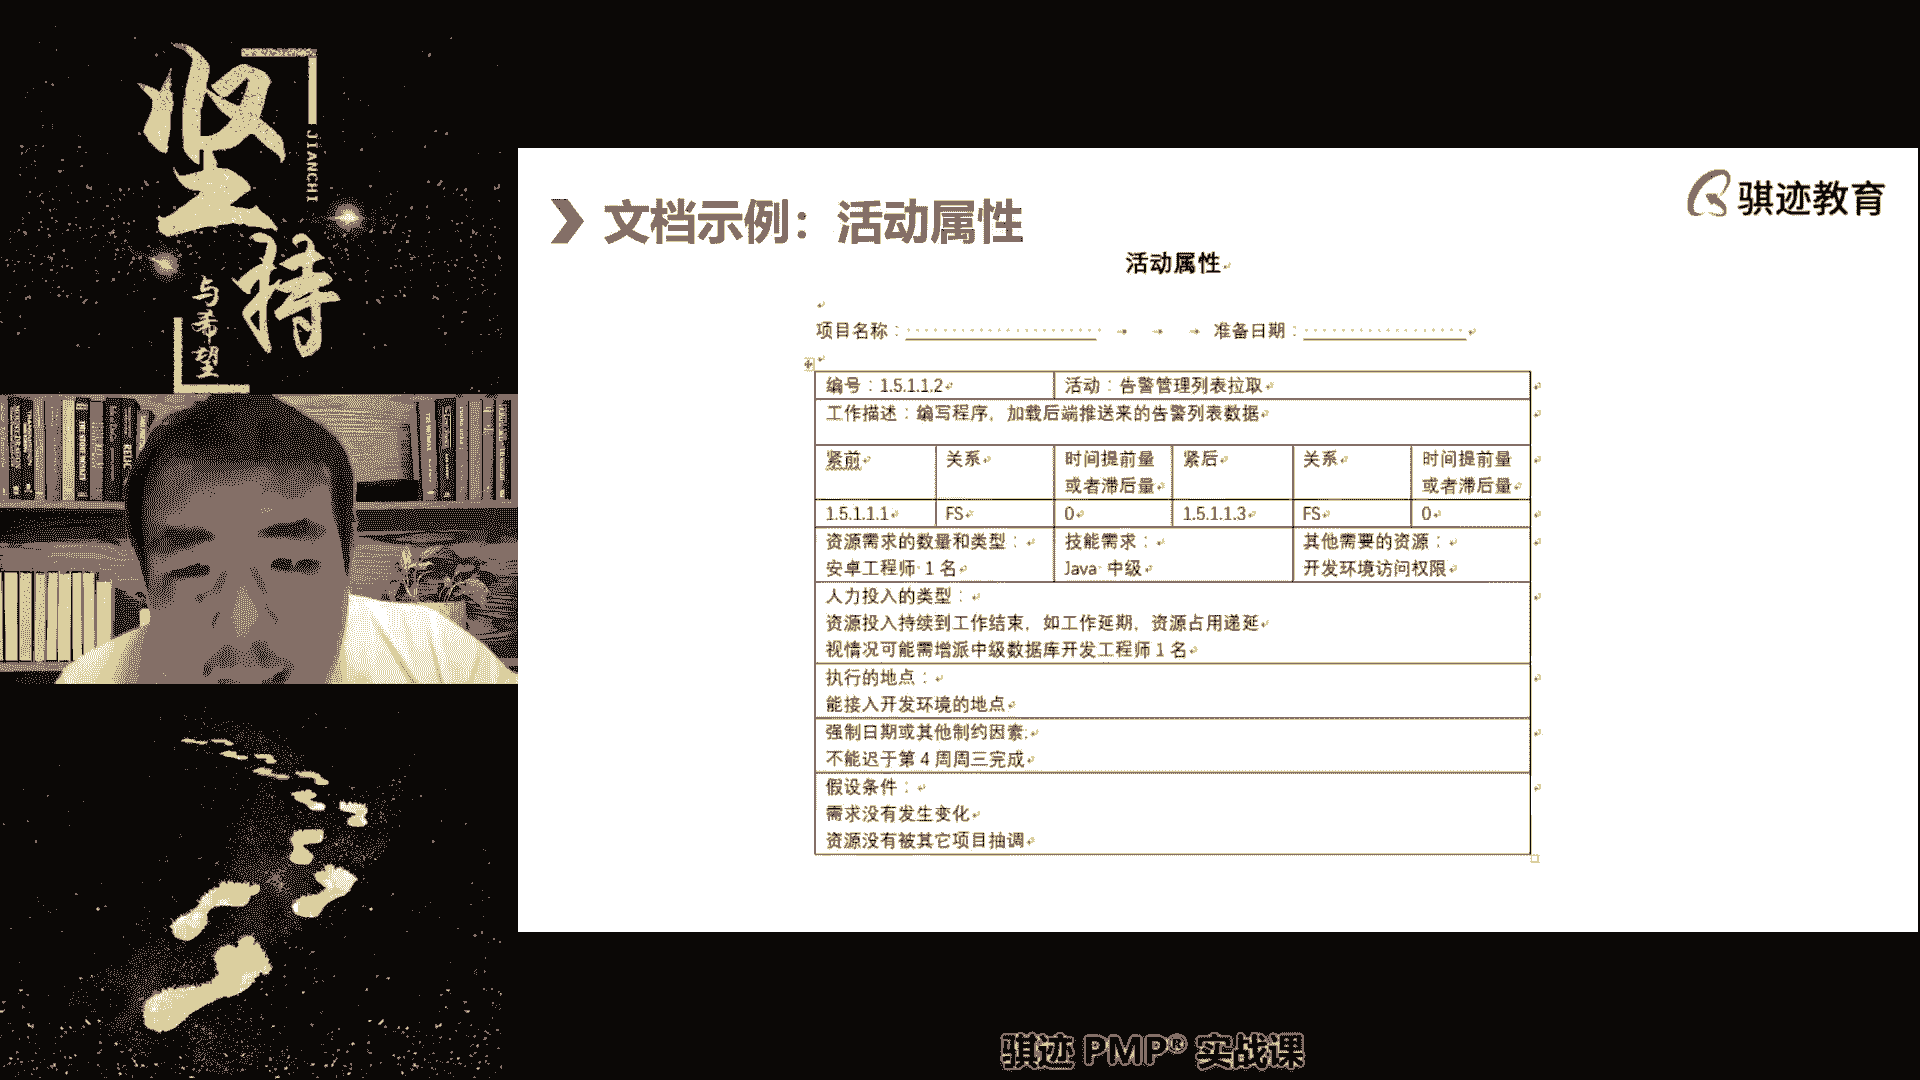 坚持
JIANCHI
与希望
骐迹教育
文档示例：活动属性
活动属性
项目名称： 准备日期：
编号：1.5.1.1.2 活动：告警管理列表拉取
工作描述：编写程序，加载后端推送来的告警列表数据
紧前 关系 时间提前量或者滞后量 紧后 关系 时间提前量或者滞后量
1.5.1.1.1 FS 0 1.5.1.1.3 FS 0
资源需求的数量和类型： 技能需求： 其他需要的资源：
安卓工程师 1 名 Java 中级 开发环境访问权限
人力投入的类型：
资源投入持续到工作结束，如工作延期，资源占用递延
视情况可能需增派中级数据库开发工程师 1 名
执行的地点：
能接入开发环境的地点
强制日期或其他制约因素:
不能迟于第 4 周周三完成
假设条件：
需求没有发生变化
资源没有被其它项目抽调
骐迹 PMP® 实战课